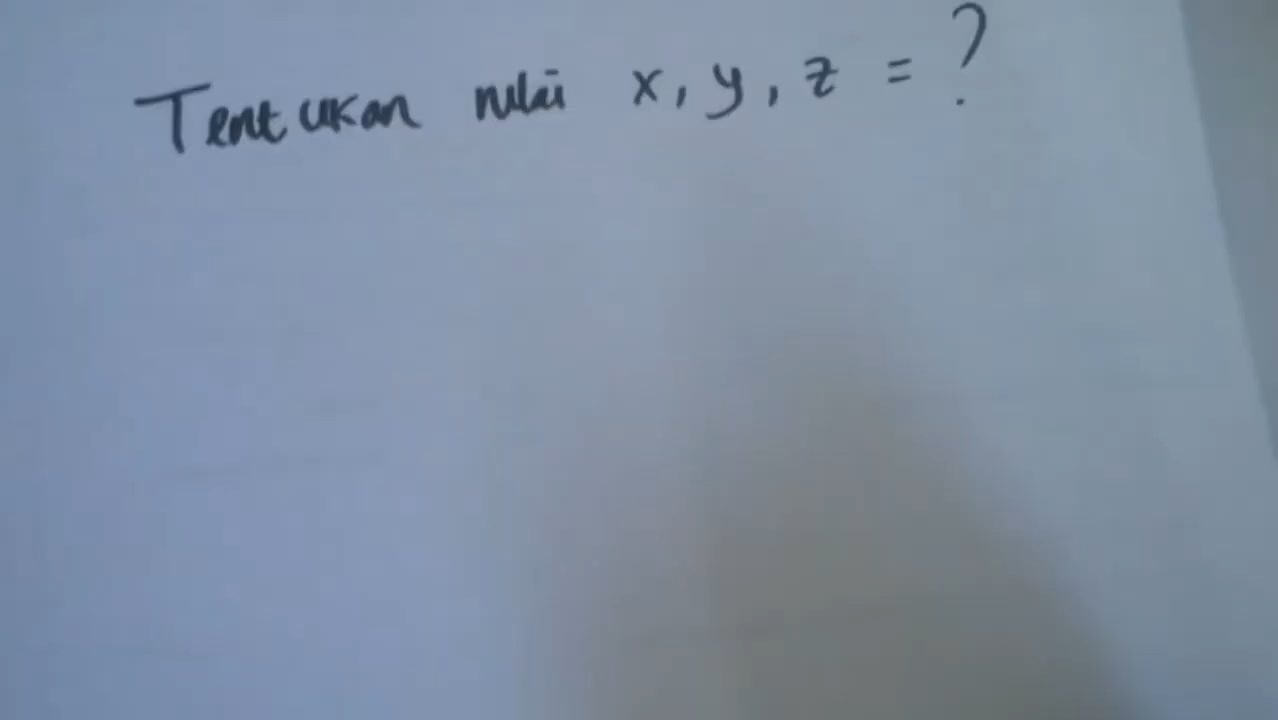 Tentukan nilai x, y, z = ?